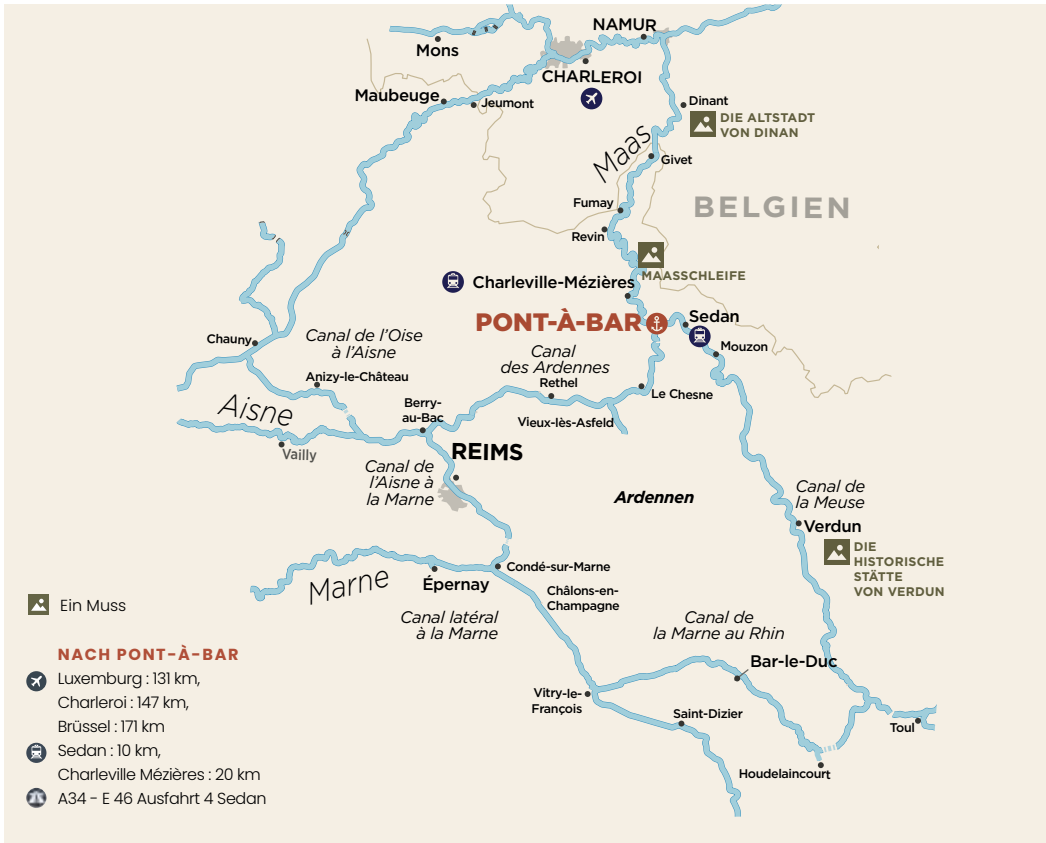 NAMUR
Mons
CHARLEROI
Maubeuge
Jeumont
Dinant
DIE ALTSTADT
VON DINAN
Maas
Givet
BELGIEN
Fumay
Revin
MAASSCHLEIFE
Charleville-Mézières
PONT-À-BAR
Sedan
Mouzon
Chauny
Canal de l'Oise
à l'Aisne
Anizy-le-Château
Canal
des Ardennes
Rethel
Le Chesne
Aisne
Berry-
au-Bac
Vieux-lès-Asfeld
Vailly
REIMS
Canal de
l'Aisne à
la Marne
Ardennen
Canal de
la Meuse
Verdun
DIE
HISTORISCHE
STÄTTE
VON VERDUN
Condé-sur-Marne
Marne
Épernay
Châlons-en-
Champagne
Canal latéral
à la Marne
Canal de
la Marne au Rhin
Bar-le-Duc
Vitry-le-
François
Saint-Dizier
Toul
Houdelaincourt
Ein Muss
NACH PONT-À-BAR
Luxemburg : 131 km,
Charleroi : 147 km,
Brüssel : 171 km
Sedan : 10 km,
Charleville Mézières : 20 km
A34 - E 46 Ausfahrt 4 Sedan